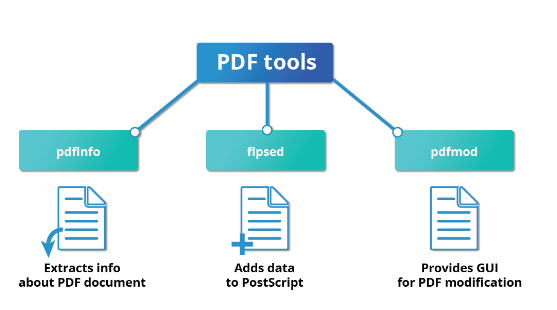 PDF tools
pdfinfo
flpsed
pdfmod
Extracts info
about PDF document
Adds data
to PostScript
Provides GUI
for PDF modification